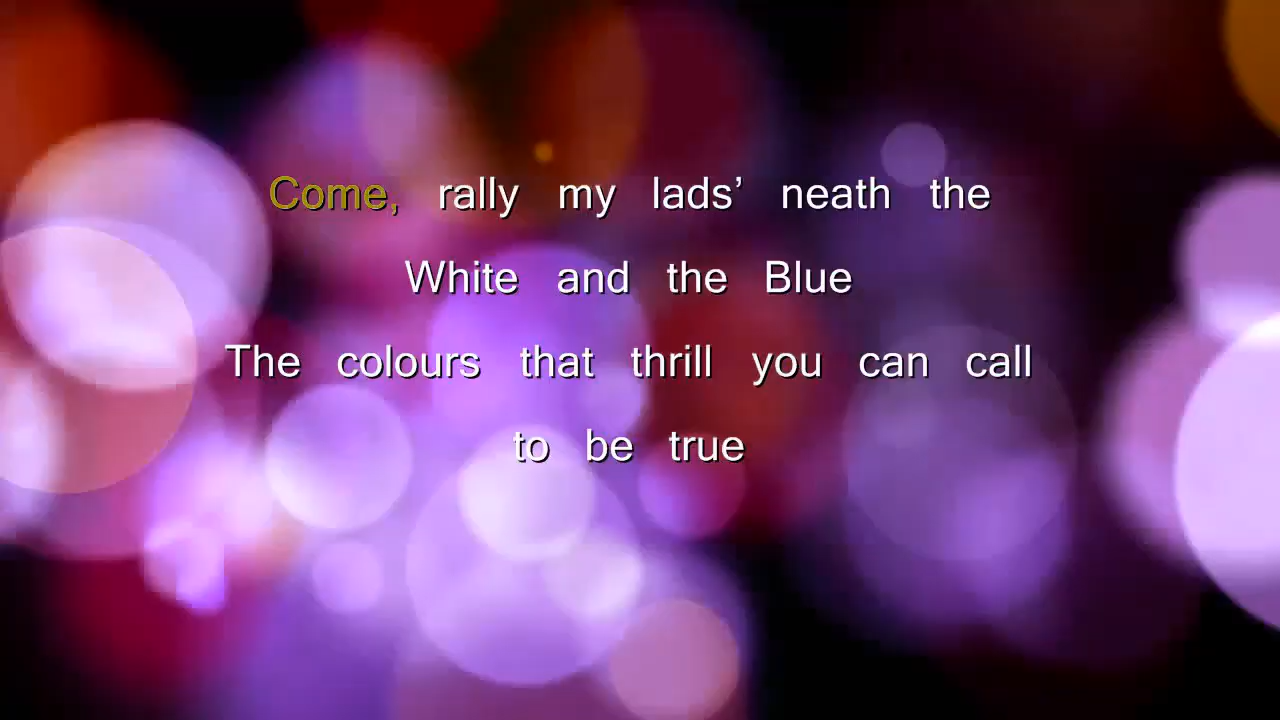 Come, rally my lads’ neath the
White and the Blue
The colours that thrill you can call
to be true